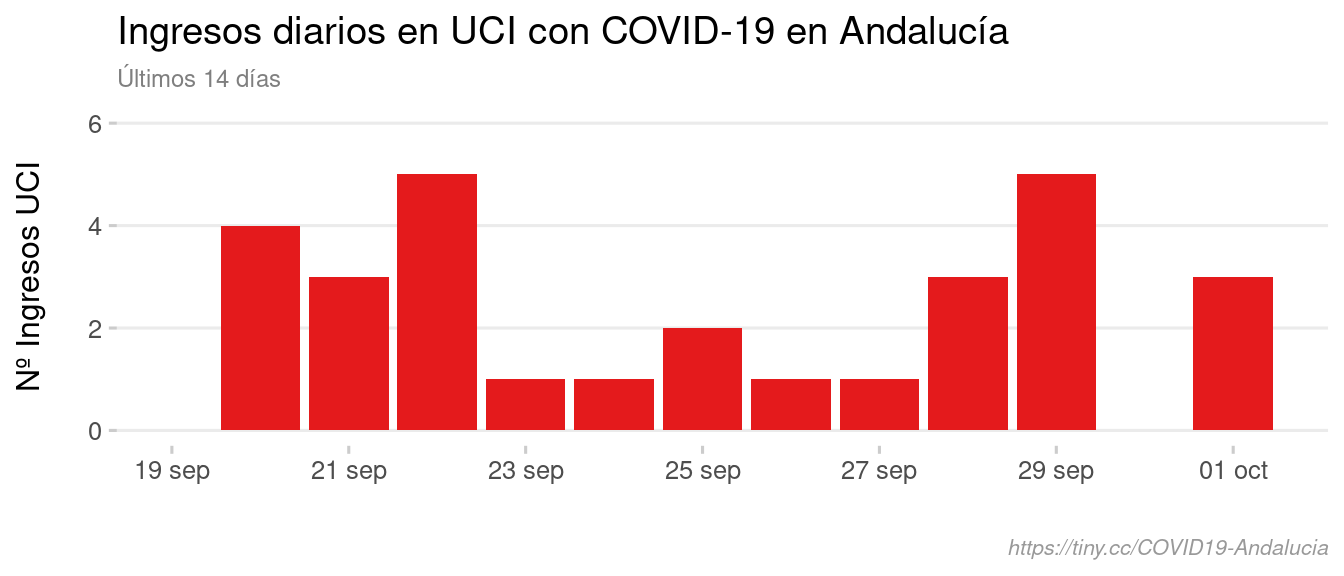 Ingresos diarios en UCI con COVID-19 en Andalucía
Últimos 14 días
Nº Ingresos UCI
6
4
2
0
19 sep 21 sep 23 sep 25 sep 27 sep 29 sep 01 oct
https://tiny.cc/COVID19-Andalucia